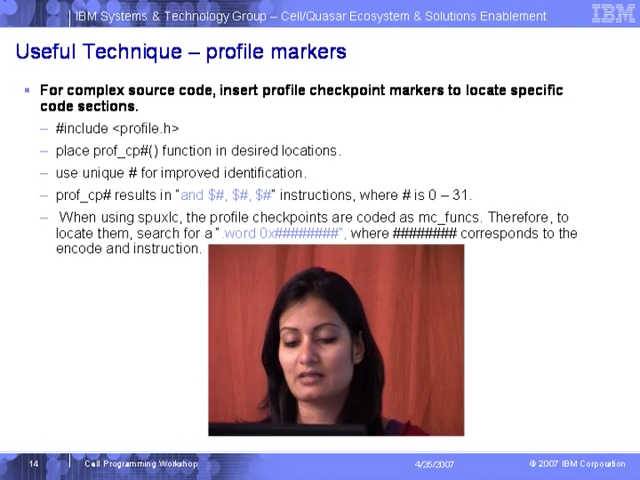 IBM Systems & Technology Group – Cell/Quasar Ecosystem & Solutions Enablement
IBM
Useful Technique – profile markers
For complex source code, insert profile checkpoint markers to locate specific
code sections.
– #include <profile.h>
– place prof_cp#() function in desired locations.
– use unique # for improved identification.
– prof_cp# results in "and $#, $#, $#" instructions, where # is 0 – 31.
– When using spuxlc, the profile checkpoints are coded as mc_funcs. Therefore, to
locate them, search for a ".word 0x########", where ######## corresponds to the
encode and instruction.
14
Cell Programming Workshop
4/26/2007
© 2007 IBM Corporation